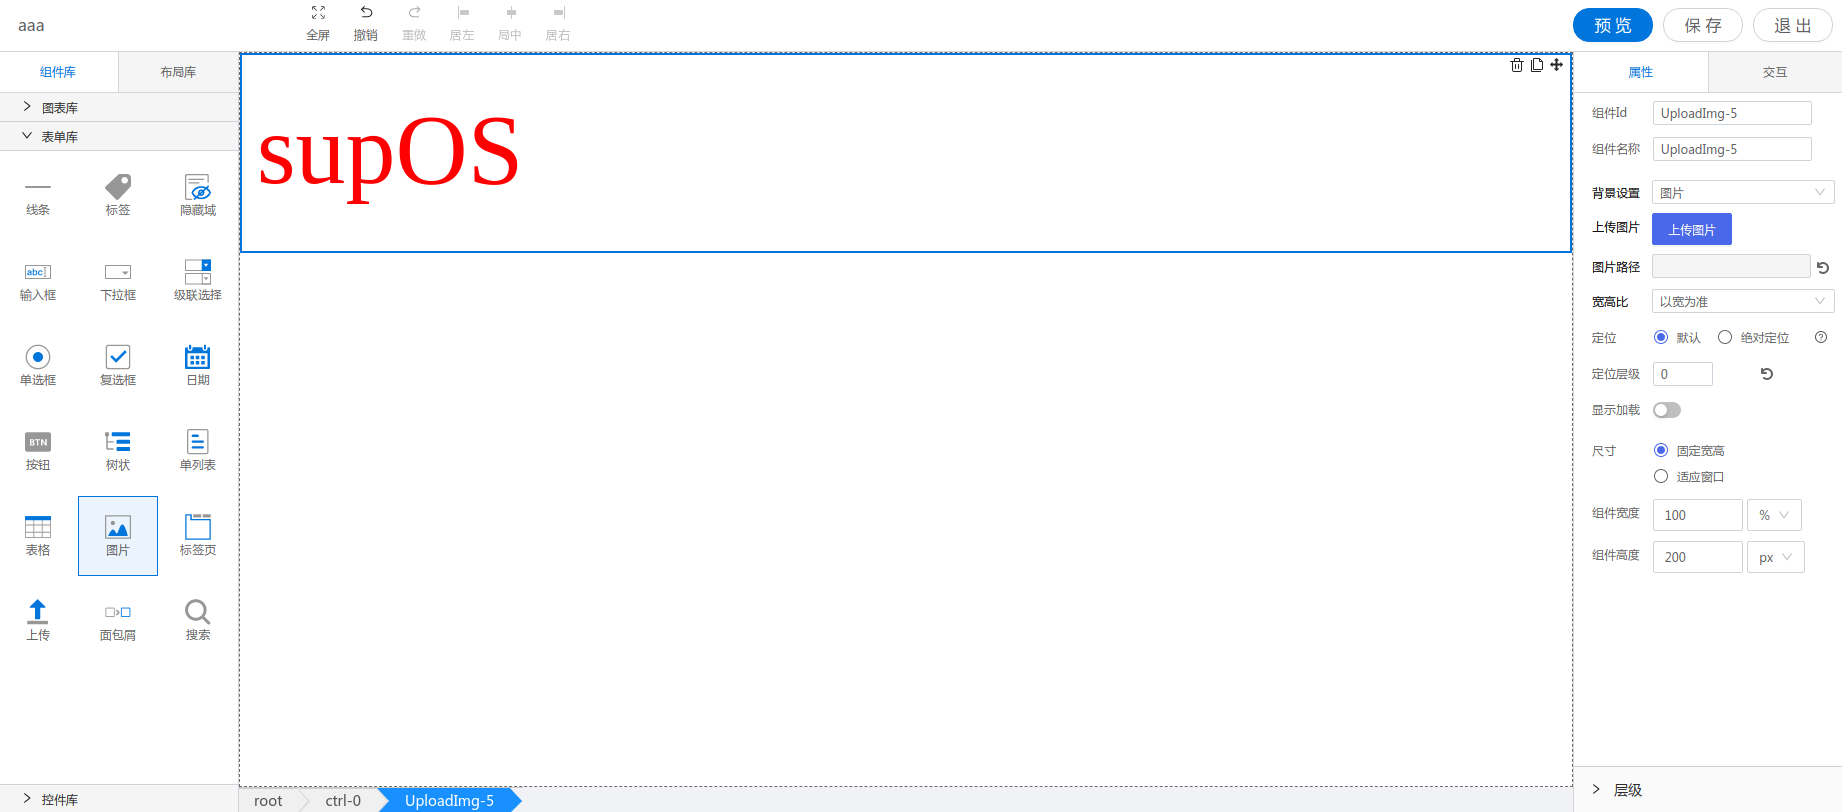 aaa
全屏 撤销 重做 居左 局中 居右
预 览 保 存 退 出
组件库 布局库
图表库
表单库
线条 标签 隐藏域
abc
输入框 下拉框 级联选择
单选框 复选框 日期
BTN
按钮 树状 单列表
表格 图片 标签页
上传 面包屑 搜索
控件库
supOS
root ctrl-0 UploadImg-5
属性 交互
组件Id UploadImg-5
组件名称 UploadImg-5
背景设置 图片
上传图片 上传图片
图片路径
宽高比 以宽为准
定位 默认 绝对定位 ?
定位层级 0
显示加载
尺寸 固定宽高
适应窗口
组件宽度 100 %
组件高度 200 px
层级